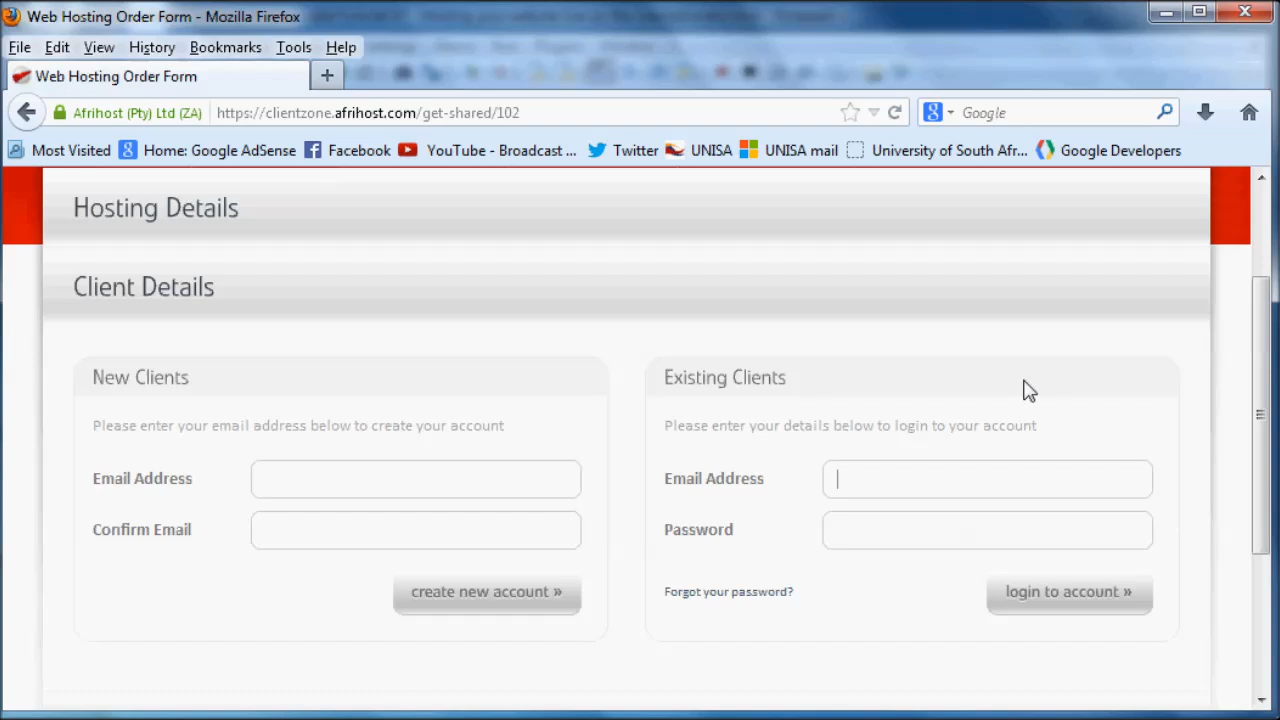 Web Hosting Order Form - Mozilla Firefox
File Edit View History Bookmarks Tools Help
Web Hosting Order Form
Afrihost (Pty) Ltd (ZA) https://clientzone.afrihost.com/get-shared/102 Google
Most Visited Home: Google AdSense Facebook YouTube - Broadcast ... Twitter UNISA UNISA mail University of South Afr... Google Developers
Hosting Details
Client Details
New Clients
Please enter your email address below to create your account
Email Address
Confirm Email
create new account »
Existing Clients
Please enter your details below to login to your account
Email Address
Password
Forgot your password? login to account »